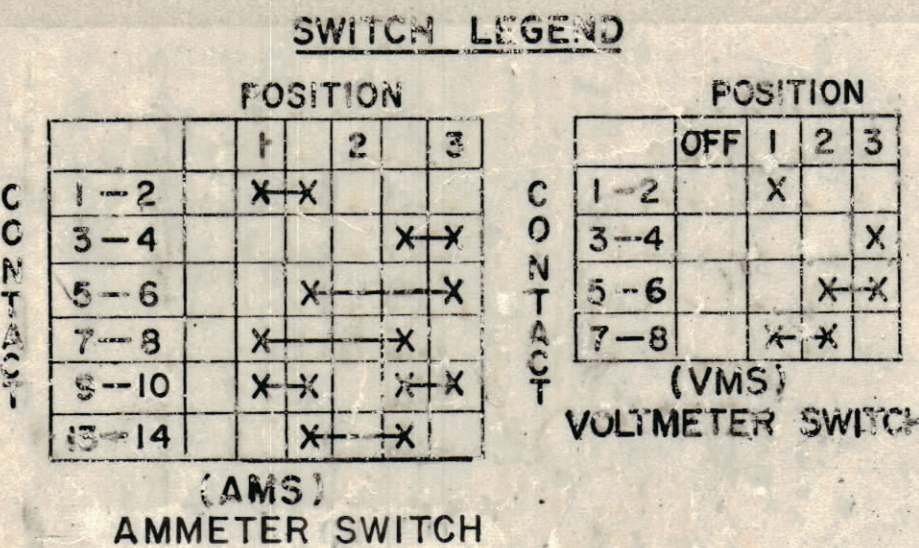 SWITCH LEGEND
POSITION
1 2 3
CONTACT
1-2 X-X
3-4 X-X
5-6 X-X
7-8 X-X
9-10 X-X X-X
13-14 X-X
(AMS)
AMMETER SWITCH
POSITION
OFF 1 2 3
CONTACT
1-2 X
3-4 X
5-6 X-X
7-8 X-X
(VMS)
VOLTMETER SWITCH